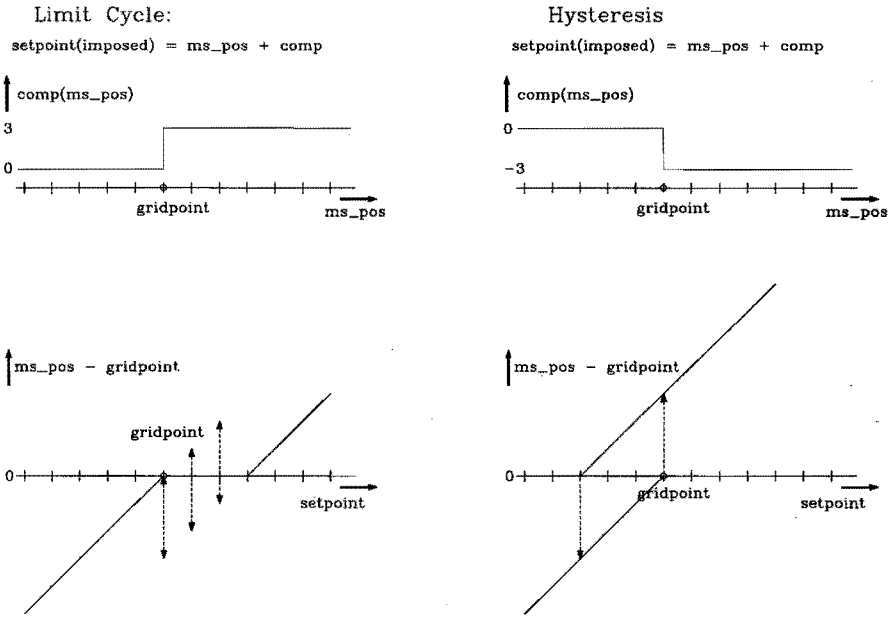 Limit Cycle:
setpoint(imposed) = ms_pos + comp
comp(ms_pos)
3
0
gridpoint
ms_pos
ms_pos - gridpoint
gridpoint
0
setpoint
Hysteresis
setpoint(imposed) = ms_pos + comp
comp(ms_pos)
0
-3
gridpoint
ms_pos
ms_pos - gridpoint
0
gridpoint
setpoint